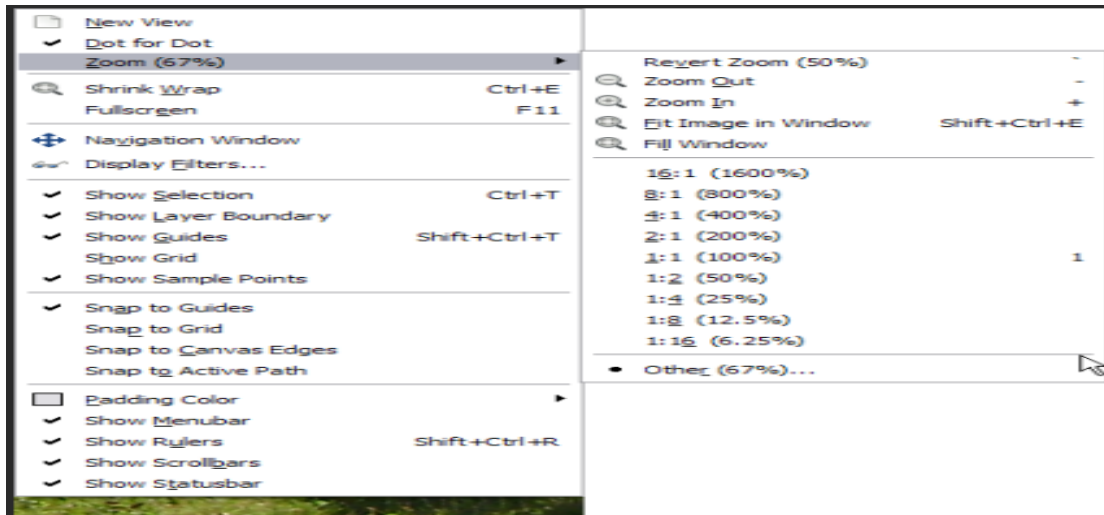 New View
Dot for Dot
Zoom (67%)
Shrink Wrap Ctrl+E
Fullscreen F11
Navigation Window
Display Filters...
Show Selection Ctrl+T
Show Layer Boundary
Show Guides Shift+Ctrl+T
Show Grid
Show Sample Points
Snap to Guides
Snap to Grid
Snap to Canvas Edges
Snap to Active Path
Padding Color
Show Menubar
Show Rulers Shift+Ctrl+R
Show Scrollbars
Show Statusbar
Revert Zoom (50%) `
Zoom Out -
Zoom In +
Fit Image in Window Shift+Ctrl+E
Fill Window
16:1 (1600%)
8:1 (800%)
4:1 (400%)
2:1 (200%)
1:1 (100%) 1
1:2 (50%)
1:4 (25%)
1:8 (12.5%)
1:16 (6.25%)
Other (67%)...